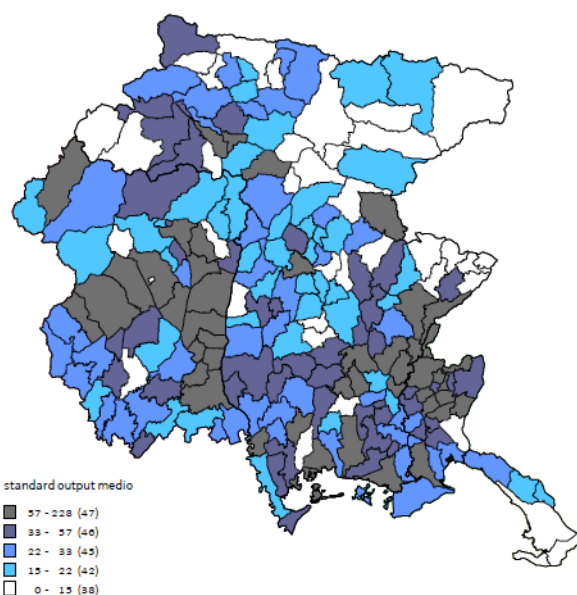 standard output medio
57 - 228 (47)
33 - 57 (46)
22 - 33 (45)
15 - 22 (42)
0 - 15 (38)